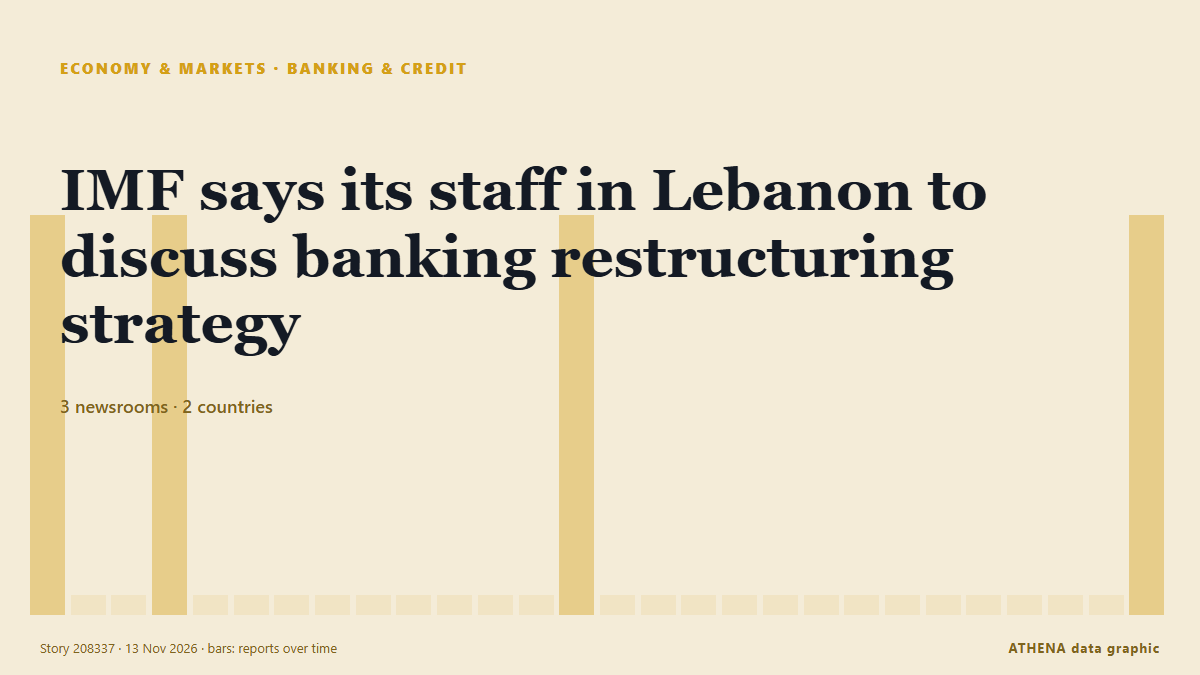 ECONOMY & MARKETS · BANKING & CREDIT
IMF says its staff in Lebanon to
discuss banking restructuring
strategy
3 newsrooms · 2 countries
Story 208337 · 13 Nov 2026 · bars: reports over time
ATHENA data graphic